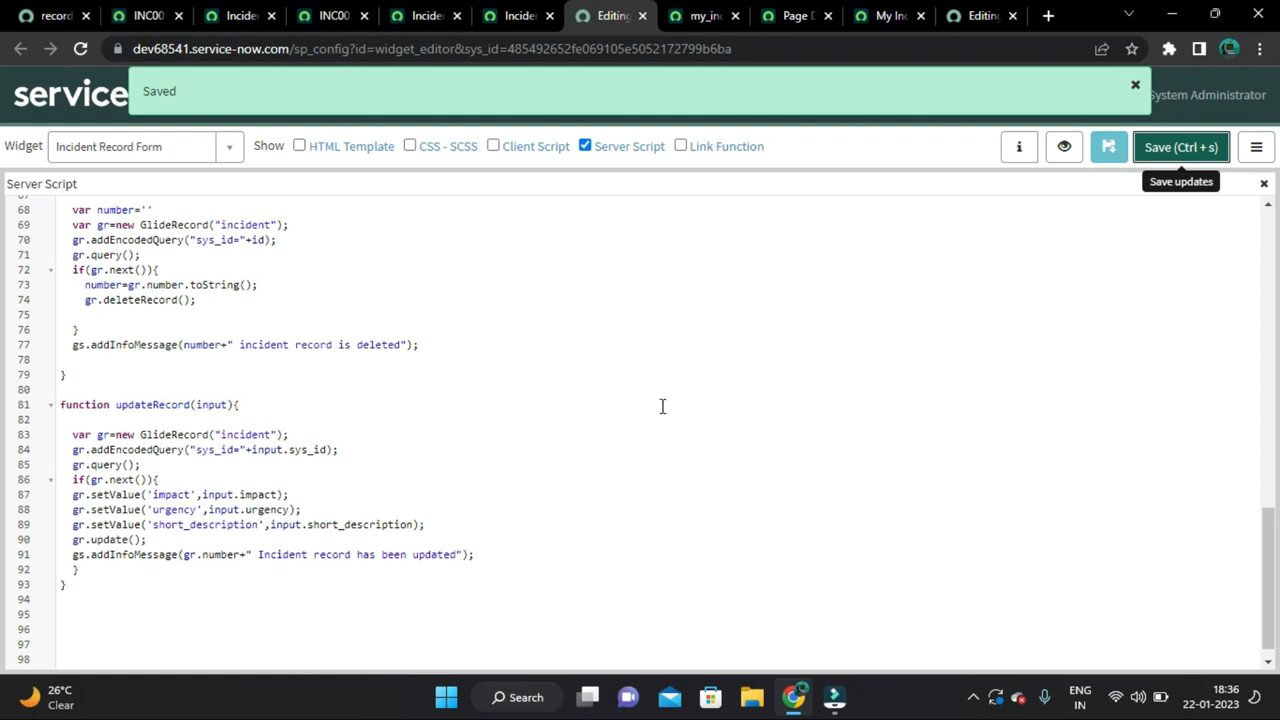 record
INC00
Inciden
INC00
Inciden
Inciden
Editing
my_inc
Page D
My Inc
Editing
dev68541.service-now.com/sp_config?id=widget_editor&sys_id=485492652fe069105e5052172799b6ba
service
Saved
System Administrator
Widget
Incident Record Form
Show
HTML Template
CSS - SCSS
Client Script
Server Script
Link Function
Save (Ctrl + s)
Server Script
Save updates
68 var number=''
69 var gr=new GlideRecord("incident");
70 gr.addEncodedQuery("sys_id="+id);
71 gr.query();
72 if(gr.next()){
73 number=gr.number.toString();
74 gr.deleteRecord();
75
76 }
77 gs.addInfoMessage(number+" incident record is deleted");
78
79 }
80
81 function updateRecord(input){
82
83 var gr=new GlideRecord("incident");
84 gr.addEncodedQuery("sys_id="+input.sys_id);
85 gr.query();
86 if(gr.next()){
87 gr.setValue('impact',input.impact);
88 gr.setValue('urgency',input.urgency);
89 gr.setValue('short_description',input.short_description);
90 gr.update();
91 gs.addInfoMessage(gr.number+" Incident record has been updated");
92 }
93 }
94
95
96
97
98
26°C
Clear
Search
ENG
IN
18:36
22-01-2023